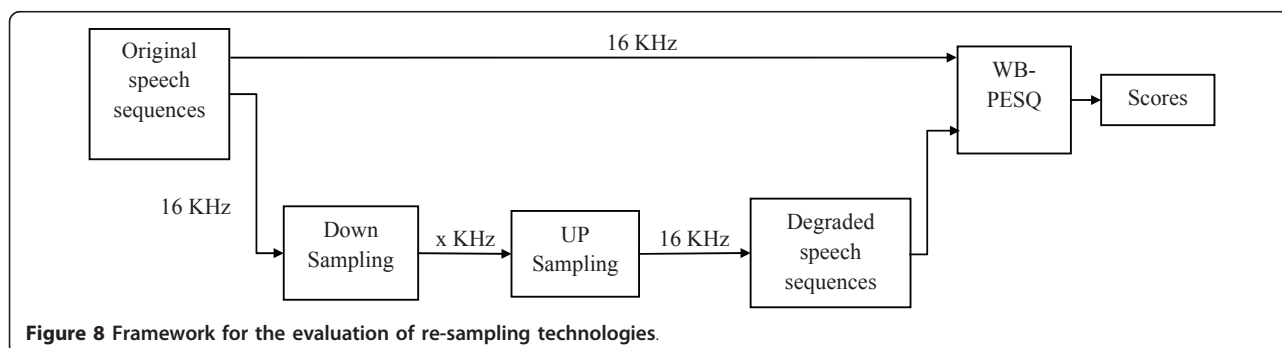 Original
speech
sequences
16 KHz
WB-
PESQ
Scores
16 KHz
Down
Sampling
x KHz
UP
Sampling
16 KHz
Degraded
speech
sequences
Figure 8 Framework for the evaluation of re-sampling technologies.